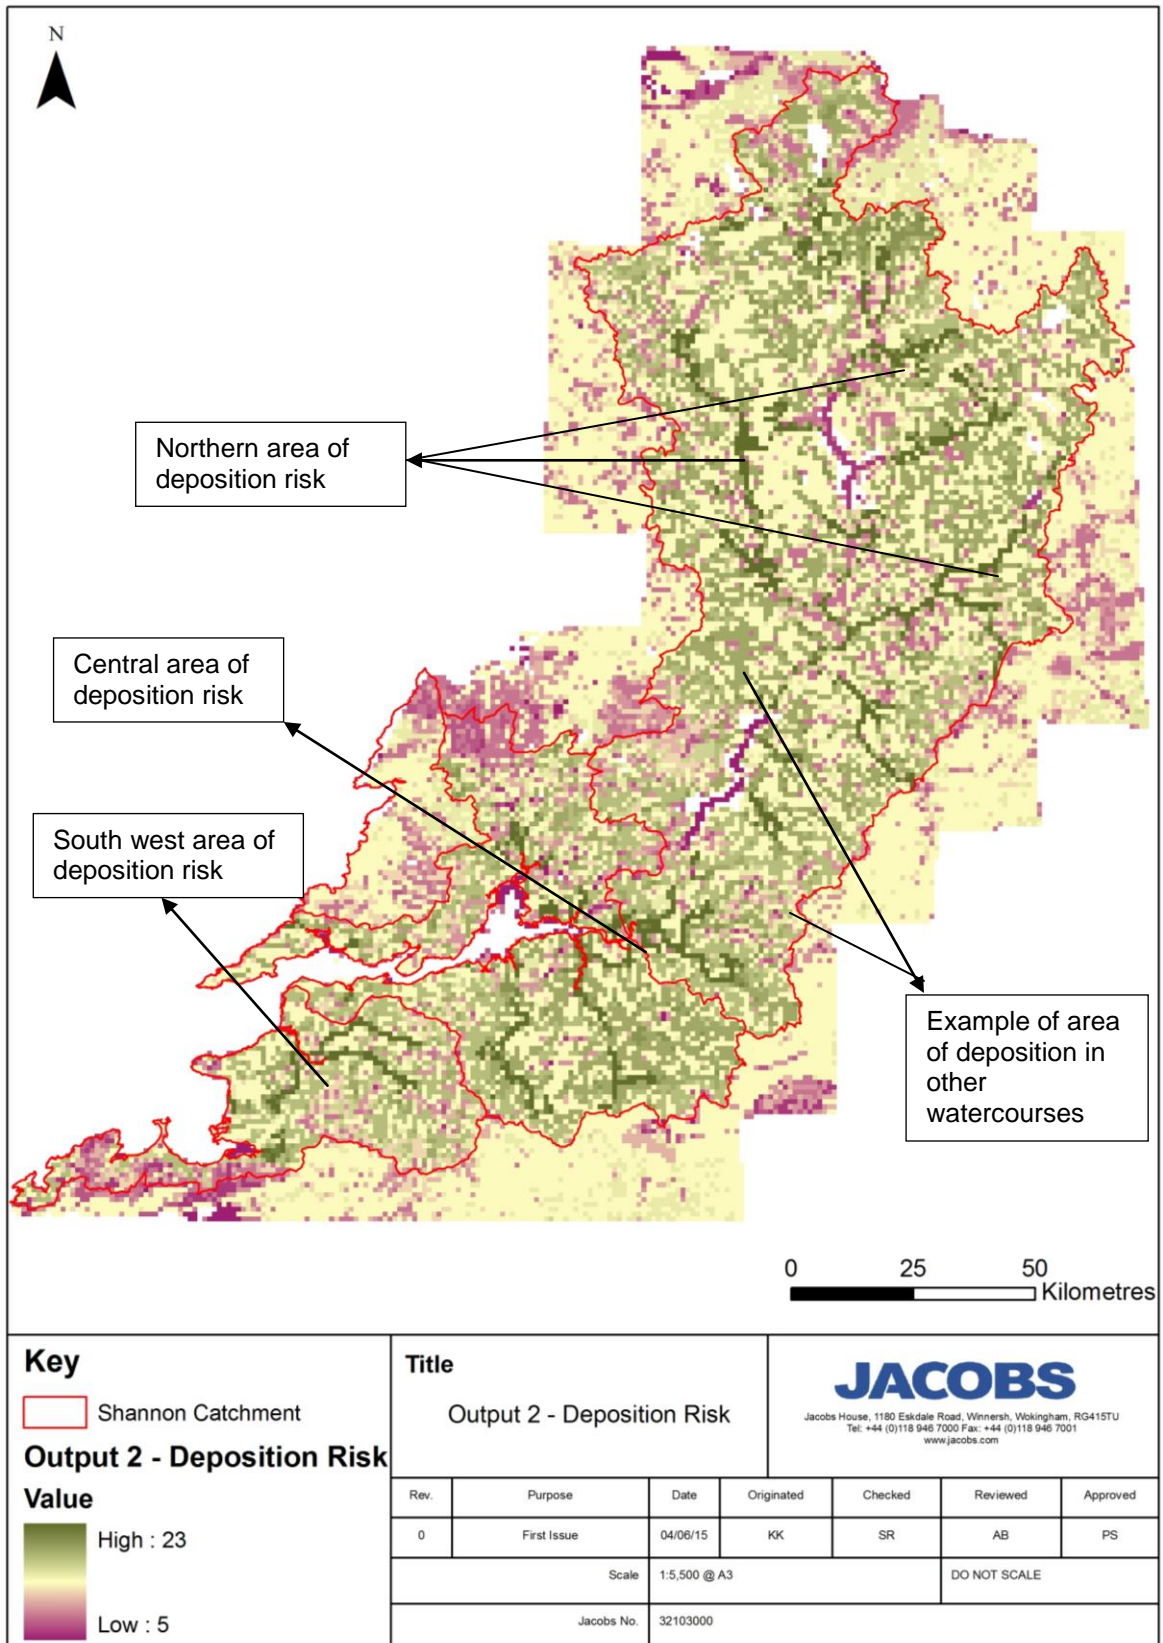 N
Northern area of
deposition risk
Central area of
deposition risk
South west area of
deposition risk
Example of area
of deposition in
other
watercourses
0 25 50
Kilometres
Key
Shannon Catchment
Output 2 - Deposition Risk
Value
High : 23
Low : 5
Title
Output 2 - Deposition Risk
JACOBS
Jacobs House, 1180 Eskdale Road, Winnersh, Wokingham, RG415TU
Tel: +44 (0)118 946 7000 Fax: +44 (0)118 946 7001
www.jacobs.com
Rev. Purpose Date Originated Checked Reviewed Approved
0 First Issue 04/06/15 KK SR AB PS
Scale 1:5,500 @ A3 DO NOT SCALE
Jacobs No. 32103000